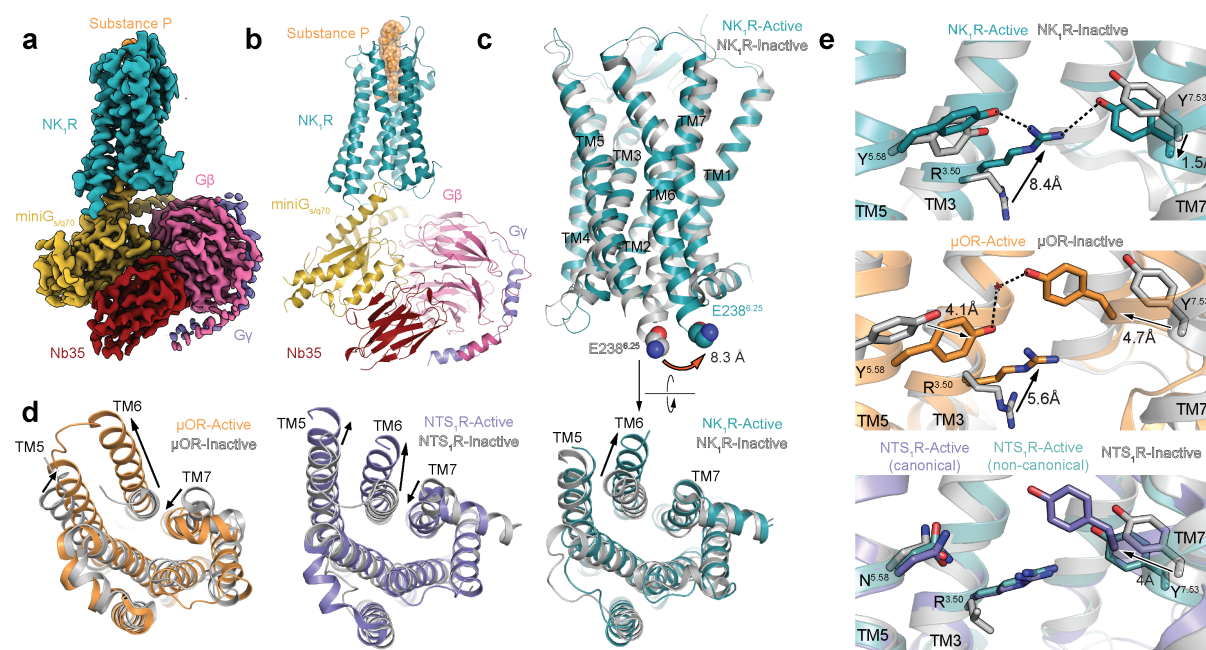 a
Substance P
NK₁R
Gβ
miniGs/q70
Nb35
Gγ
b
Substance P
NK₁R
Gβ
miniGs/q70
Gγ
Nb35
c
NK₁R-Active
NK₁R-Inactive
TM7
TM5
TM3
TM1
TM6
TM4
TM2
E238⁶·²⁵
E238⁶·²⁵
8.3 Å
d
TM6
TM5
µOR-Active
µOR-Inactive
TM7
TM5
TM6
NTS₁R-Active
NTS₁R-Inactive
TM7
TM5
TM6
NK₁R-Active
NK₁R-Inactive
TM7
e
NK₁R-Active NK₁R-Inactive
Y⁷·⁵³
Y⁵·⁵⁸
R³·⁵⁰
1.5Å
8.4Å
TM3
TM5
TM7
µOR-Active µOR-Inactive
Y⁷·⁵³
4.1Å
4.7Å
Y⁵·⁵⁸
R³·⁵⁰
5.6Å
TM5
TM3
TM7
NTS₁R-Active
(canonical)
NTS₁R-Active
(non-canonical)
NTS₁R-Inactive
TM7
N⁵·⁵⁸
4Å
Y⁷·⁵³
R³·⁵⁰
TM5
TM3